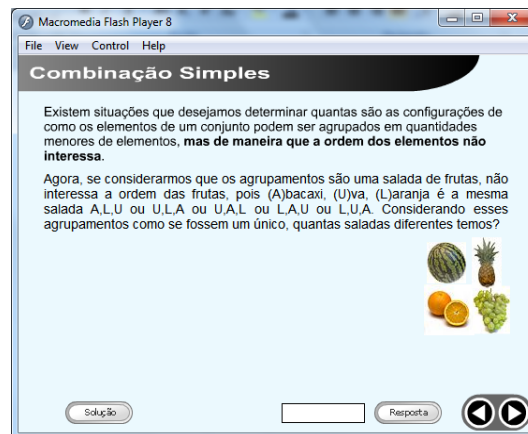 Macromedia Flash Player 8
File View Control Help
Combinação Simples
Existem situações que desejamos determinar quantas são as configurações de
como os elementos de um conjunto podem ser agrupados em quantidades
menores de elementos, mas de maneira que a ordem dos elementos não
interessa.
Agora, se considerarmos que os agrupamentos são uma salada de frutas, não
interessa a ordem das frutas, pois (A)bacaxi, (U)va, (L)aranja é a mesma
salada A,L,U ou U,L,A ou U,A,L ou L,A,U ou L,U,A. Considerando esses
agrupamentos como se fossem um único, quantas saladas diferentes temos?
Solução
Resposta